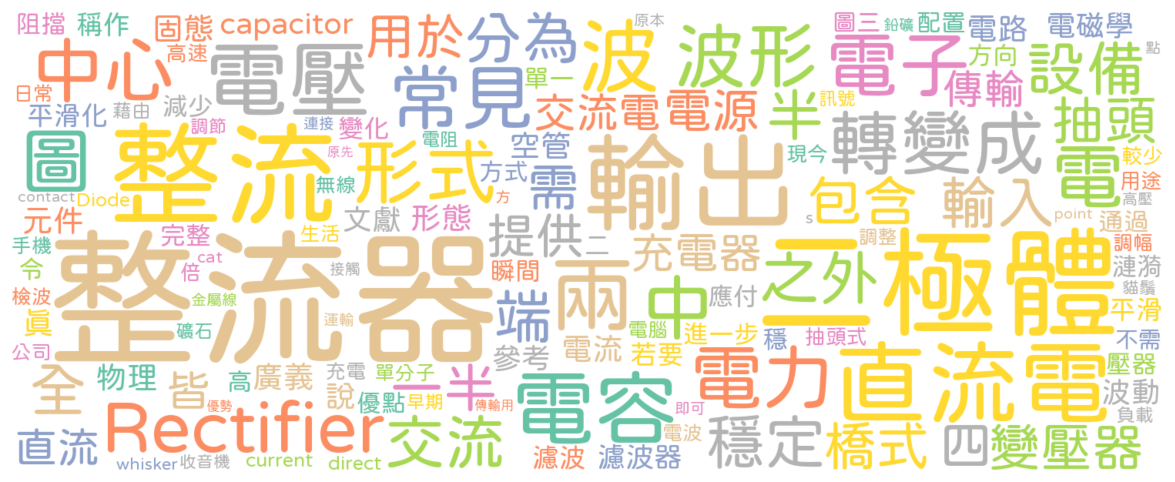 阻擋 稱作 固態 capacitor 用於 分為 原本 波 波形 圖三 鉛礦 配置 電路 電磁學
中心 高速 電壓 常見 單一 電子 方向 設備 點
日常 平滑化 藉由 減少 交流電 電源 半 訊號 傳輸 抽頭
圖 整流 調節 連接 變化 形式 電阻 空管 需 輸出 現今 轉變成 電 較少
contact Diode 原先 無線 方式 方 包含 輸入 用途 高壓
元件 完整 生活 文獻 形態 提供 二 充電器 s 調整 point 通過
手機 令 倍 cat 整流器 接觸 瞬間 兩 中 應付 之外 二極體 調幅 漣漪 貓鬚
檢波 眞 金屬線 礦石 運輸 端 電腦 進一步 穩 抽頭式 平滑
公司 物理 參考 電流 若要 電力 直流電 不需 壓器
全 皆 高 廣義 充電 單分子 一半 電容 波動
說 優點 早期 負載
直流 Rectifier 優勢 交流 傳輸用 即可 穩定 橋式 四 變壓器
whisker 收音機 current direct 濾波 濾波器 電波